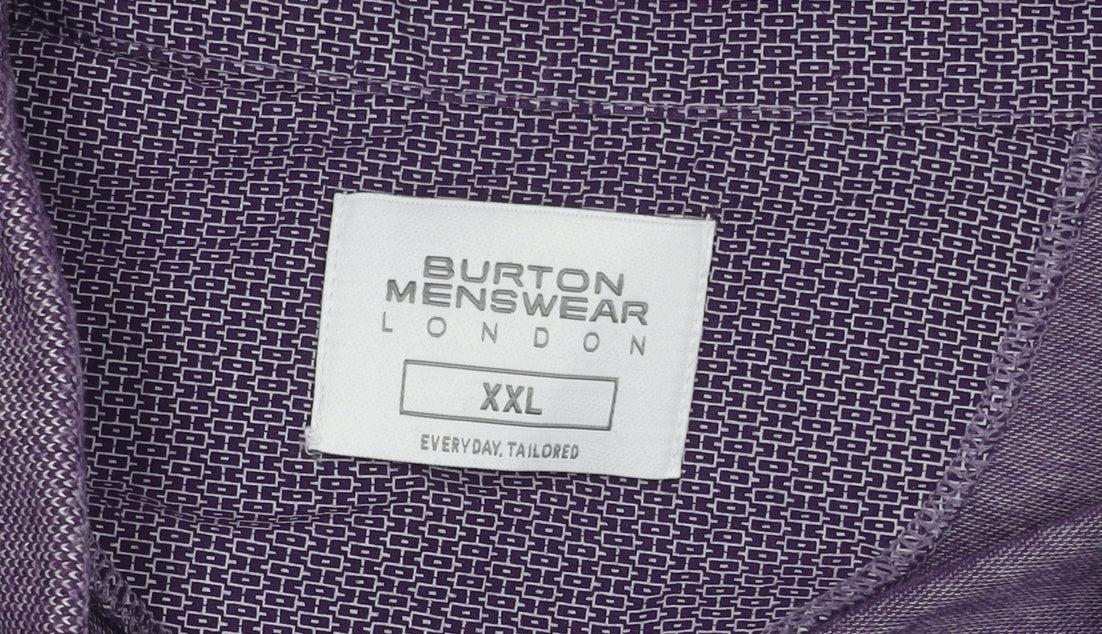 BURTON
MENSWEAR
LONDON
XXL
EVERYDAY, TAILORED